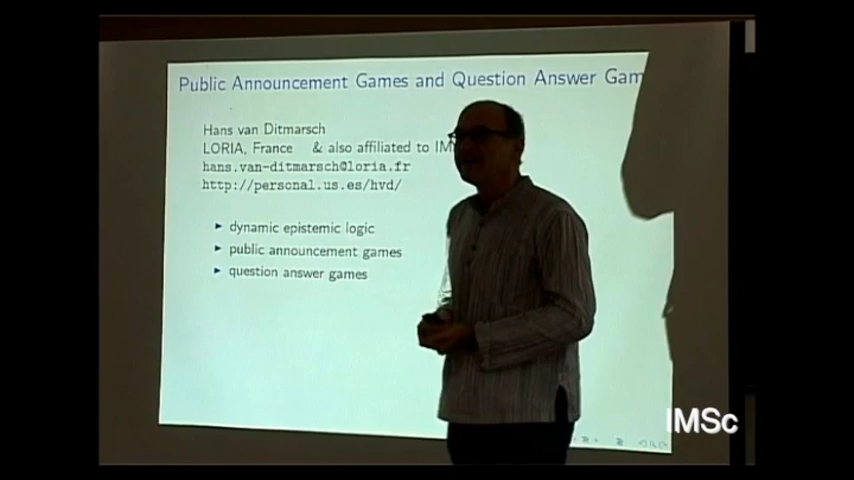 Public Announcement Games and Question Answer Gam
Hans van Ditmarsch
LORIA, France & also affiliated to IM
hans.van-ditmarsch@loria.fr
http://personal.us.es/hvd/
dynamic epistemic logic
public announcement games
question answer games
IMSc